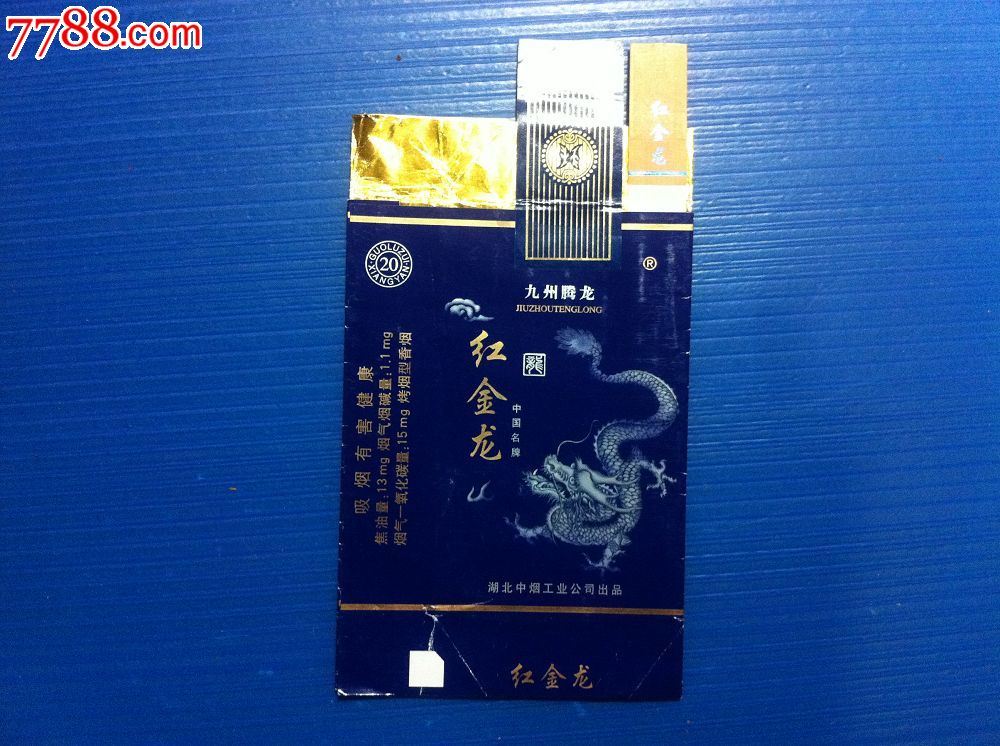 7788.com
红金龙
GUOLUZUI
20
XIANGYAN
®
九州腾龙
JIUZHOUTENGLONG
红金龙
龍
中国名牌
吸烟有害健康
焦油量:13mg 烟气烟碱量:1.1mg
烟气一氧化碳量:15mg 烤烟型香烟
湖北中烟工业公司出品
红金龙